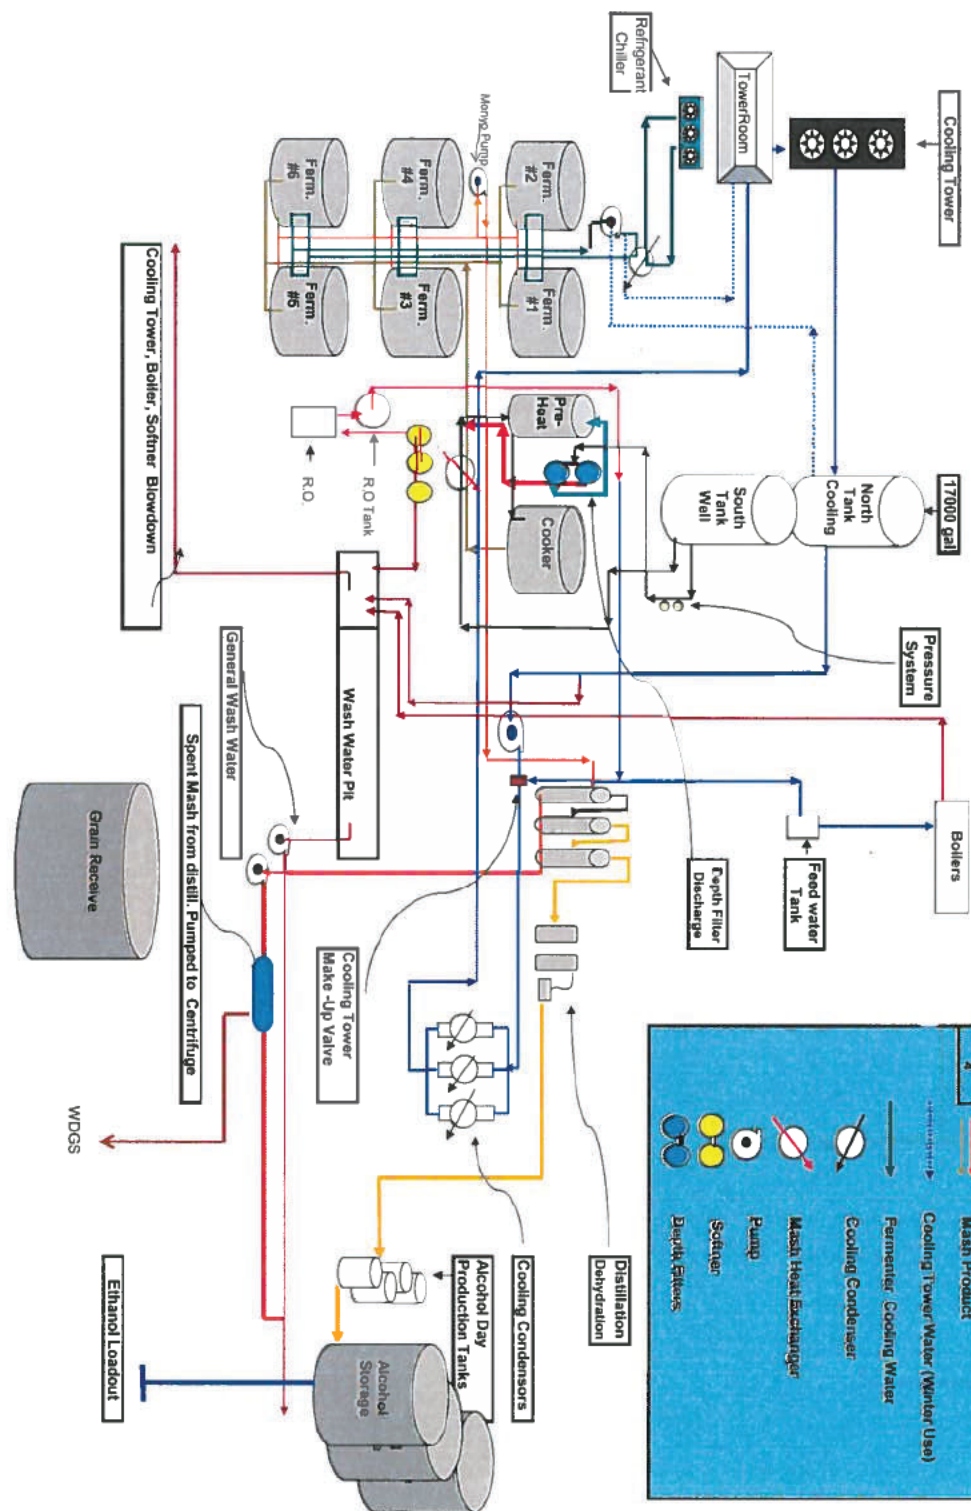 Cooling Tower
TowerRoom
Refrigerant
Chiller
Monyo Pump
Ferm.
#2
Ferm.
#4
Ferm.
#6
Ferm.
#1
Ferm.
#3
Ferm.
#5
17000 gal
North
Tank
Cooling
South
Tank
Well
Pressure
System
Pre-
Heat
Cooker
R.O Tank
R.O.
Cooling Tower, Boiler, Softner Blowdown
Boilers
Feed water
Tank
Depth Filter
Discharge
Wash Water Pit
General Wash Water
Cooling Tower
Make -Up Valve
Spent Mash from distill. Pumped to Centrifuge
Grain Receive
WDGS
Distillation
Dehydration
Cooling Condensors
Alcohol Day
Production Tanks
Alcohol
Storage
Ethanol Loadout
Mash Product
Cooling Tower Water (Winter Use)
Fermenter Cooling Water
Cooling Condenser
Mash Heat Exchanger
Pump
Softner
Depth Filters